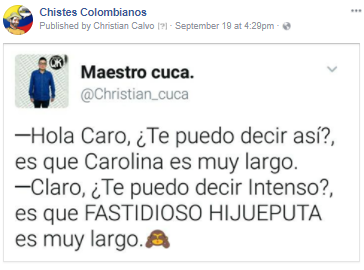 Chistes Colombianos
Published by Christian Calvo [?] · September 19 at 4:29pm ·
OK
Maestro cuca.
@Christian_cuca
—Hola Caro, ¿Te puedo decir así?,
es que Carolina es muy largo.
—Claro, ¿Te puedo decir Intenso?,
es que FASTIDIOSO HIJUEPUTA
es muy largo.🙈